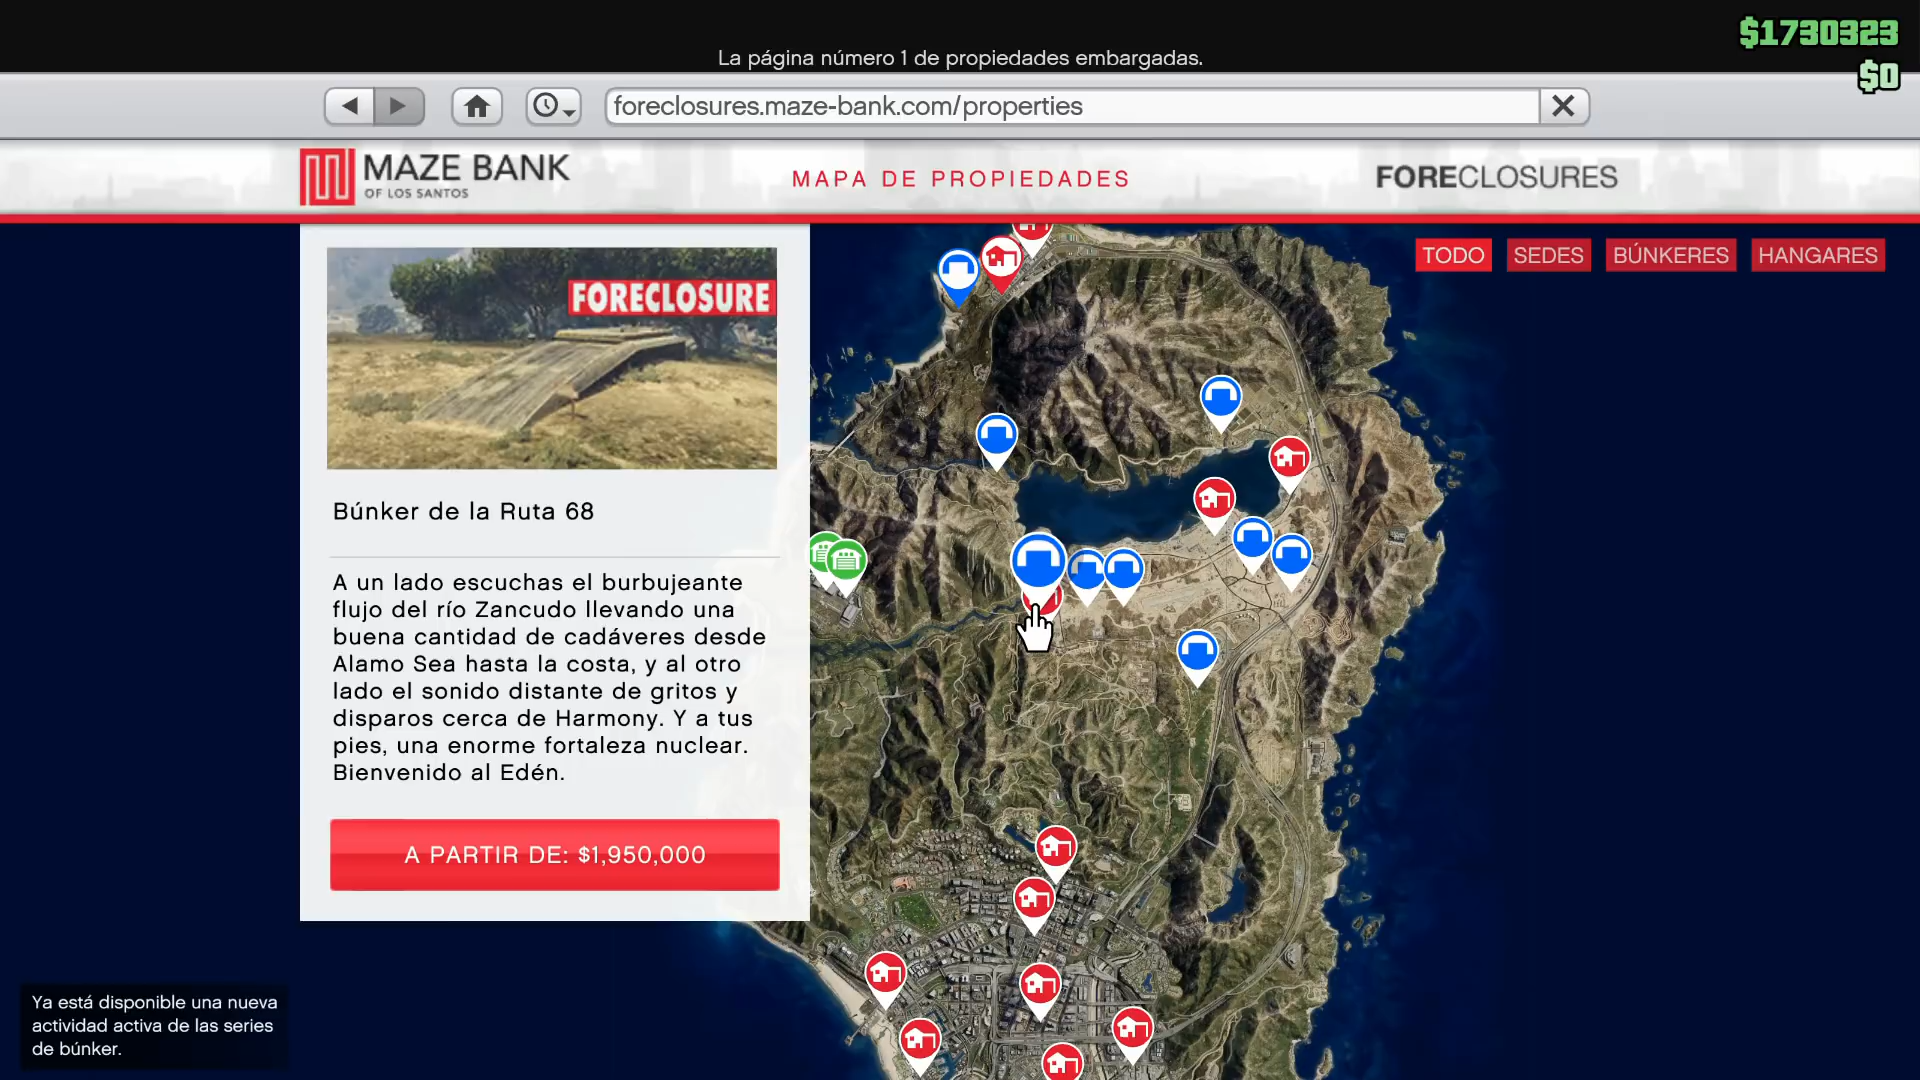 $1730323
La página número 1 de propiedades embargadas.
$0
foreclosures.maze-bank.com/properties
MAZE BANK
OF LOS SANTOS
MAPA DE PROPIEDADES
FORECLOSURES
TODO
SEDES
BÚNKERES
HANGARES
FORECLOSURE
Búnker de la Ruta 68
A un lado escuchas el burbujeante
flujo del río Zancudo llevando una
buena cantidad de cadáveres desde
Alamo Sea hasta la costa, y al otro
lado el sonido distante de gritos y
disparos cerca de Harmony. Y a tus
pies, una enorme fortaleza nuclear.
Bienvenido al Edén.
A PARTIR DE: $1,950,000
Ya está disponible una nueva
actividad activa de las series
de búnker.